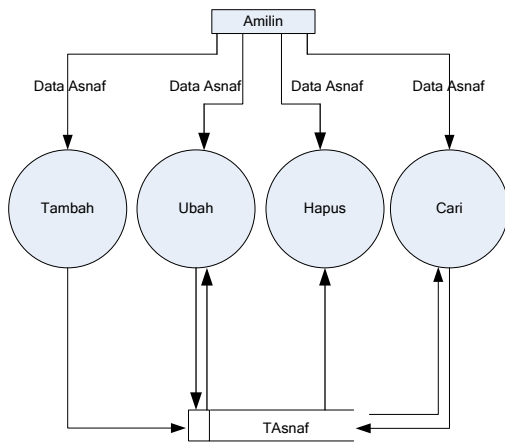 Amilin
Data Asnaf Data Asnaf Data Asnaf Data Asnaf
Tambah Ubah Hapus Cari
TAsnaf